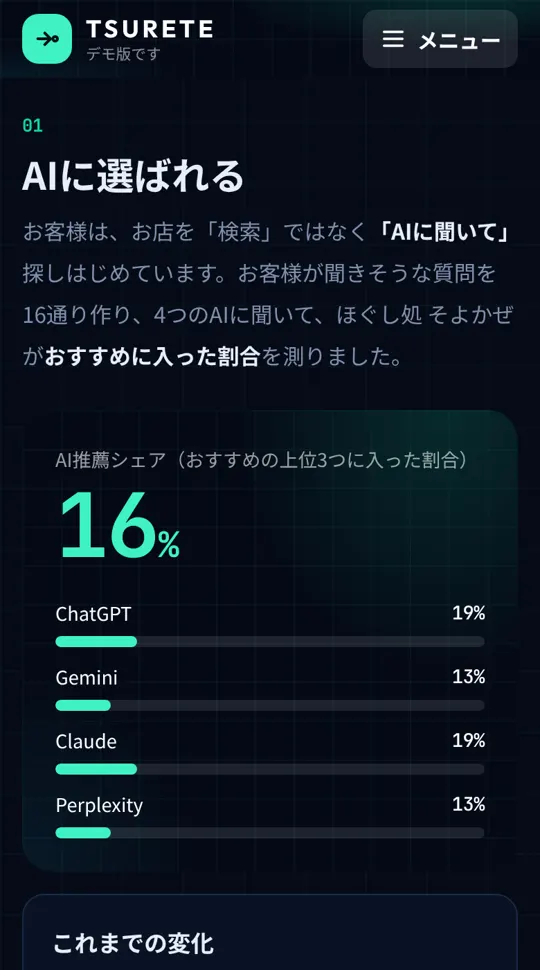 TSURETE
デモ版です
メニュー
01
AIに選ばれる
お客様は、お店を「検索」ではなく「AIに聞いて」
探しはじめています。お客様が聞きそうな質問を
16通り作り、4つのAIに聞いて、ほぐし処 そよかぜ
がおすすめに入った割合を測りました。
AI推薦シェア（おすすめの上位3つに入った割合）
16%
ChatGPT 19%
Gemini 13%
Claude 19%
Perplexity 13%
これまでの変化